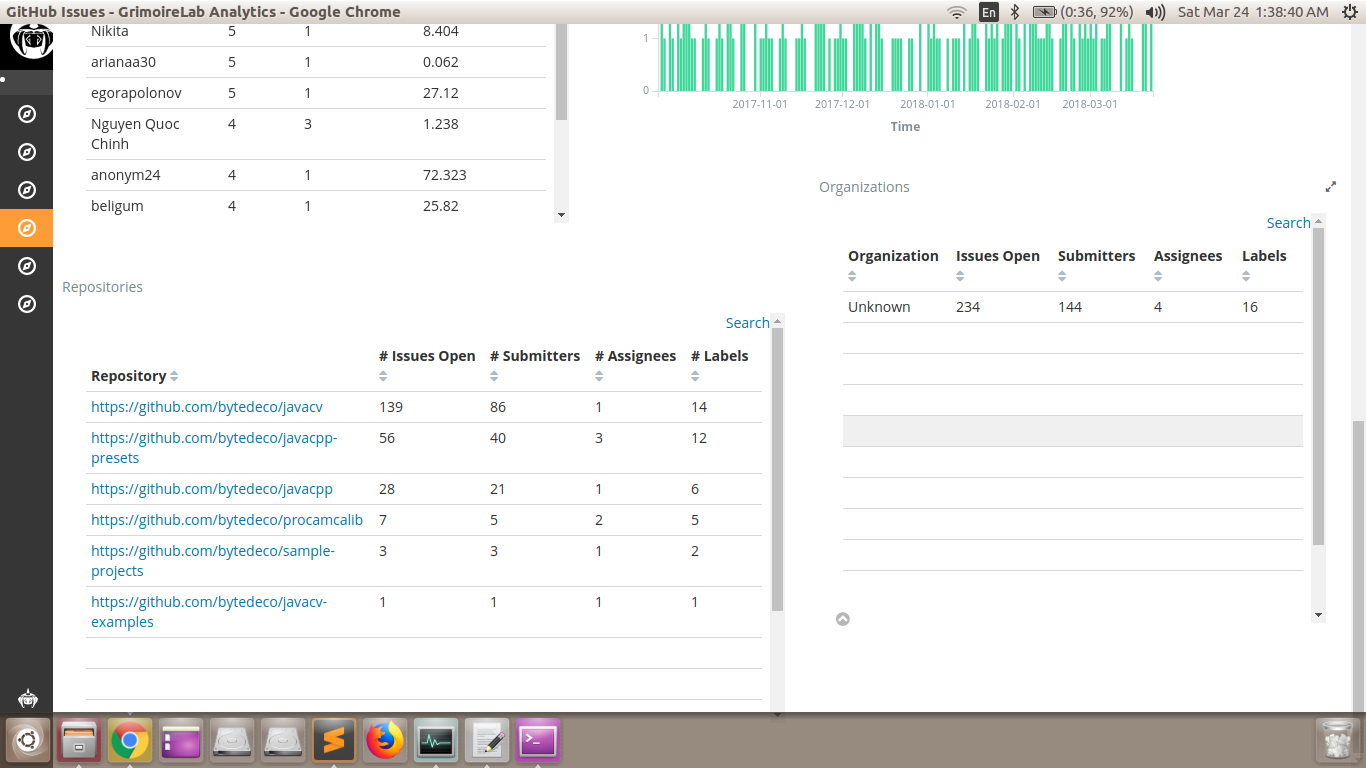 GitHub Issues - GrimoireLab Analytics - Google Chrome
En
(0:36, 92%)
Sat Mar 24 1:38:40 AM
Nikita 5 1 8.404
arianaa30 5 1 0.062
egorapolonov 5 1 27.12
Nguyen Quoc 4 3 1.238
Chinh
anonym24 4 1 72.323
beligum 4 1 25.82
1
0
2017-11-01 2017-12-01 2018-01-01 2018-02-01 2018-03-01
Time
Repositories
Search
# Issues Open # Submitters # Assignees # Labels
Repository
https://github.com/bytedeco/javacv 139 86 1 14
https://github.com/bytedeco/javacpp- 56 40 3 12
presets
https://github.com/bytedeco/javacpp 28 21 1 6
https://github.com/bytedeco/procamcalib 7 5 2 5
https://github.com/bytedeco/sample- 3 3 1 2
projects
https://github.com/bytedeco/javacv- 1 1 1 1
examples
Organizations
Search
Organization Issues Open Submitters Assignees Labels
Unknown 234 144 4 16